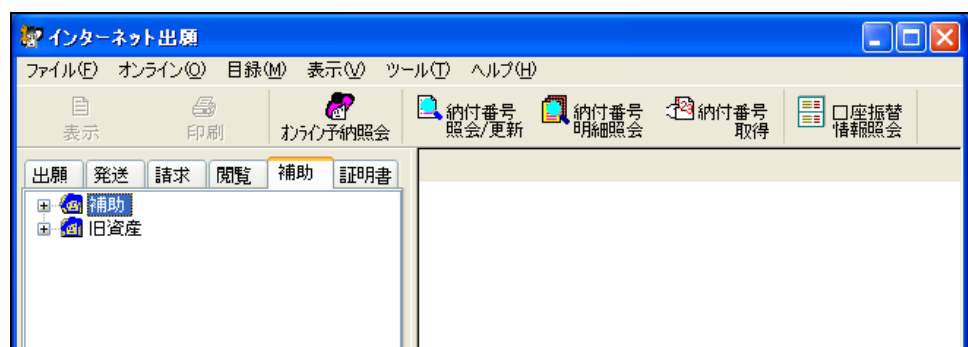 インターネット出願
ファイル(F) オンライン(O) 目録(M) 表示(V) ツール(T) ヘルプ(H)
表示
印刷
オンライン予納照会
納付番号
照会/更新
納付番号
明細照会
納付番号
取得
口座振替
情報照会
出願 発送 請求 閲覧 補助 証明書
補助
旧資産